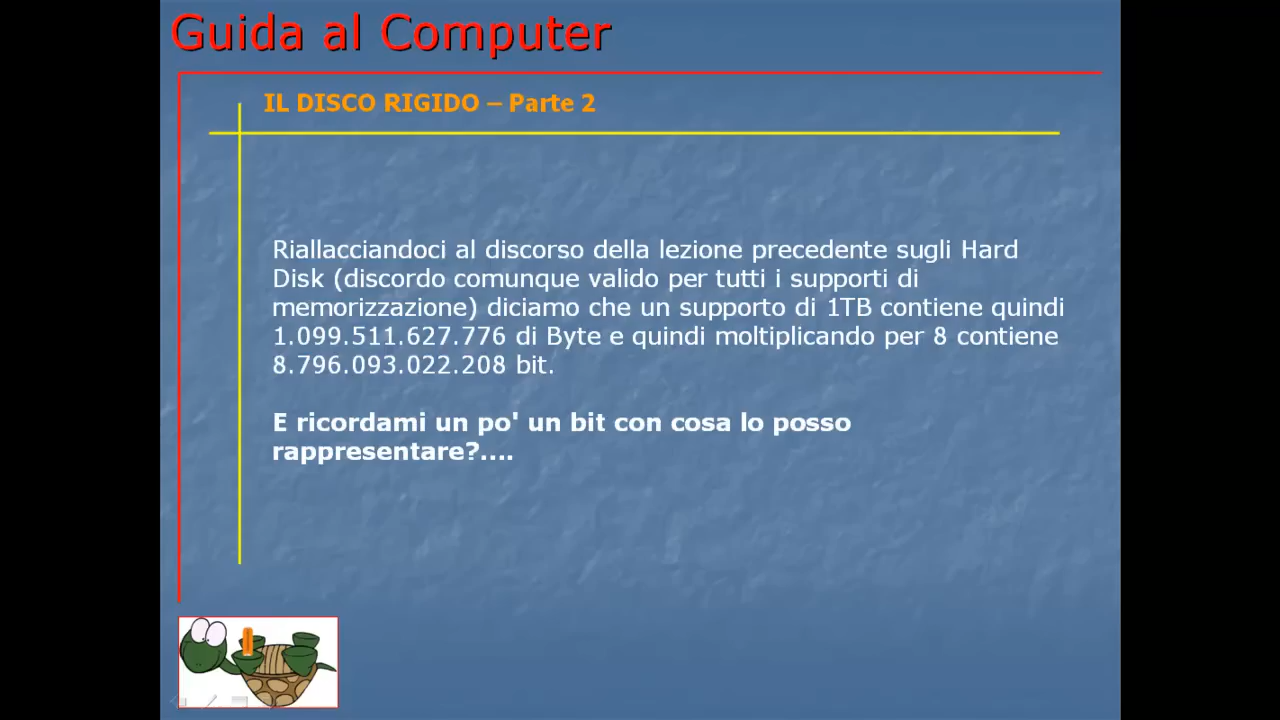 Guida al Computer
IL DISCO RIGIDO – Parte 2
Riallacciandoci al discorso della lezione precedente sugli Hard
Disk (discordo comunque valido per tutti i supporti di
memorizzazione) diciamo che un supporto di 1TB contiene quindi
1.099.511.627.776 di Byte e quindi moltiplicando per 8 contiene
8.796.093.022.208 bit.
E ricordami un po' un bit con cosa lo posso
rappresentare?....